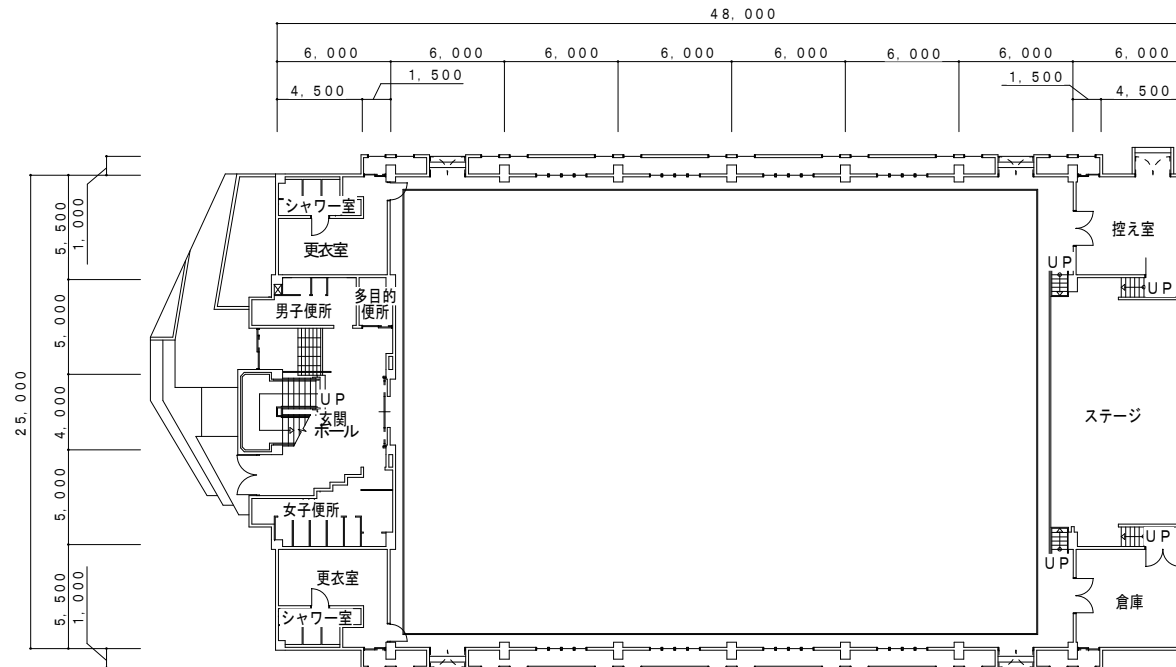 48,000
6,000
6,000
6,000
6,000
6,000
6,000
6,000
6,000
1,500
1,500
4,500
4,500
5,500
1,000
シャワー室
更衣室
控え室
UP
UP
多目的
便所
男子便所
5,000
25,000
4,000
UP
玄関
ホール
ステージ
5,000
女子便所
UP
UP
5,500
1,000
更衣室
シャワー室
倉庫